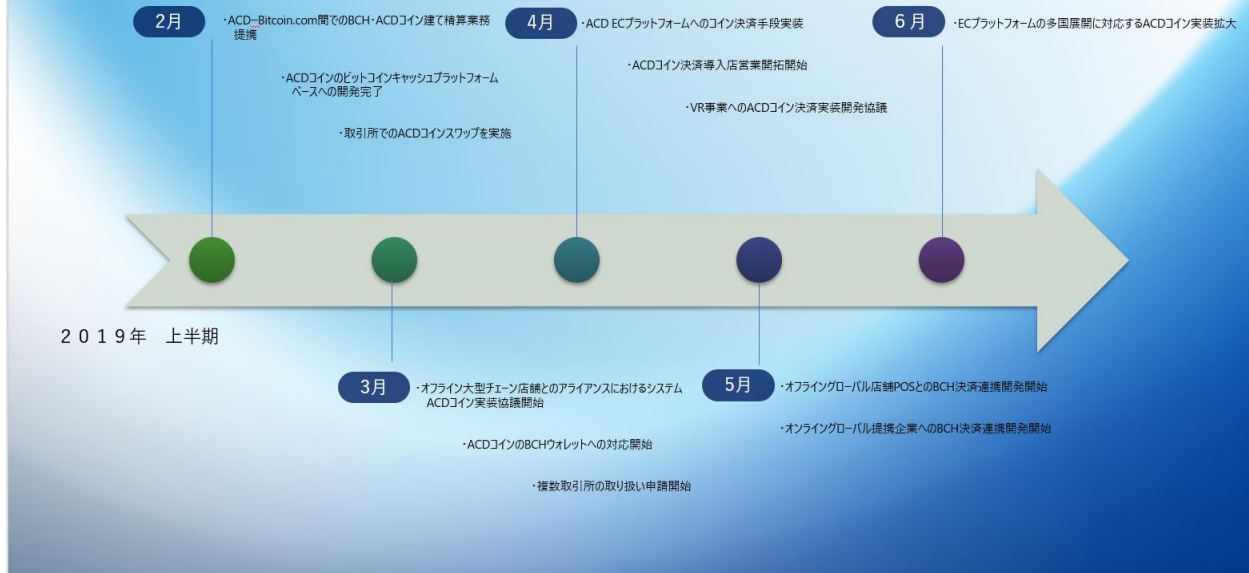 2月
・ACD–Bitcoin.com間でのBCH・ACDコイン建て精算業務
提携
・ACDコインのビットコインキャッシュプラットフォーム
ベースへの開発完了
・取引所でのACDコインスワップを実施
4月
・ACD ECプラットフォームへのコイン決済手段実装
・ACDコイン決済導入店営業開拓開始
・VR事業へのACDコイン決済実装開発協議
6月
・ECプラットフォームの多国展開に対応するACDコイン実装拡大
2019年 上半期
3月
・オフライン大型チェーン店舗とのアライアンスにおけるシステム
ACDコイン実装協議開始
・ACDコインのBCHウォレットへの対応開始
・複数取引所の取り扱い申請開始
5月
・オフライングローバル店舗POSとのBCH決済連携開発開始
・オンライングローバル提携企業へのBCH決済連携開発開始